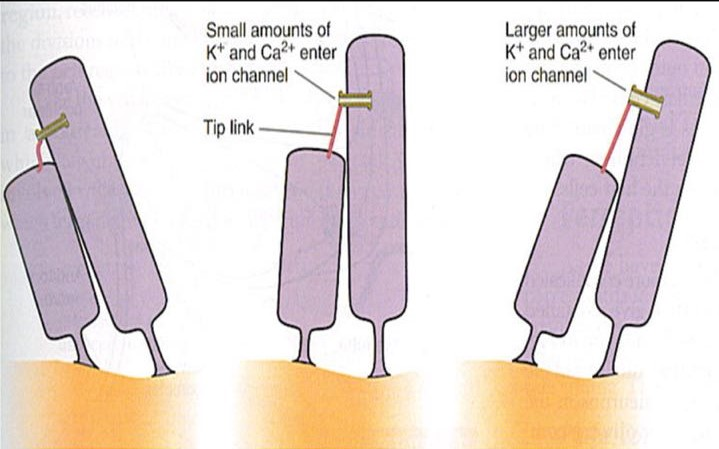 Small amounts of
K+ and Ca2+ enter
ion channel
Tip link
Larger amounts of
K+ and Ca2+ enter
ion channel